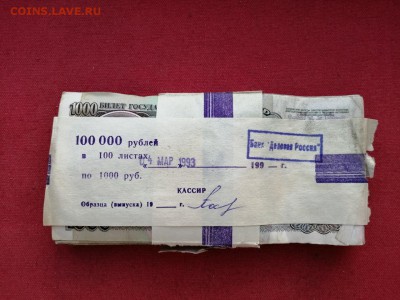 COINS.LAVE.RU
1000 БИЛЕТ ГОСУДА
100 000 рублей
в 100 листах
МАР 1993
199 — г.
Банк "Деловая Россия"
по 1000 руб.
КАССИР
Образца (выпуска) 19 — г.